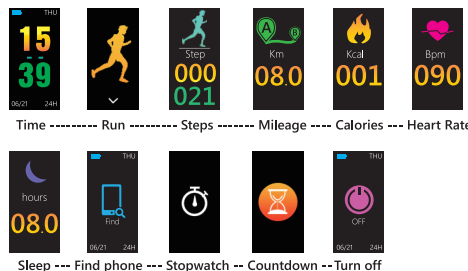 THU
15
39
06/21 24H
Step
000
021
A B
Km
08.0
Kcal
001
Bpm
090
Time --------- Run ---------- Steps ------- Mileage ---- Calories --- Heart Rate
hours
08.0
THU
Find
06/21 24H
THU
OFF
06/21 24H
Sleep --- Find phone --- Stopwatch -- Countdown -- Turn off